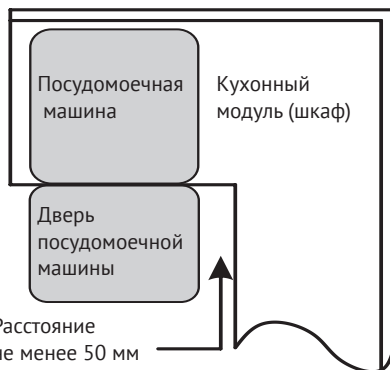 Посудомоечная
машина
Кухонный
модуль (шкаф)
Дверь
посудомоечной
машины
Расстояние
не менее 50 мм